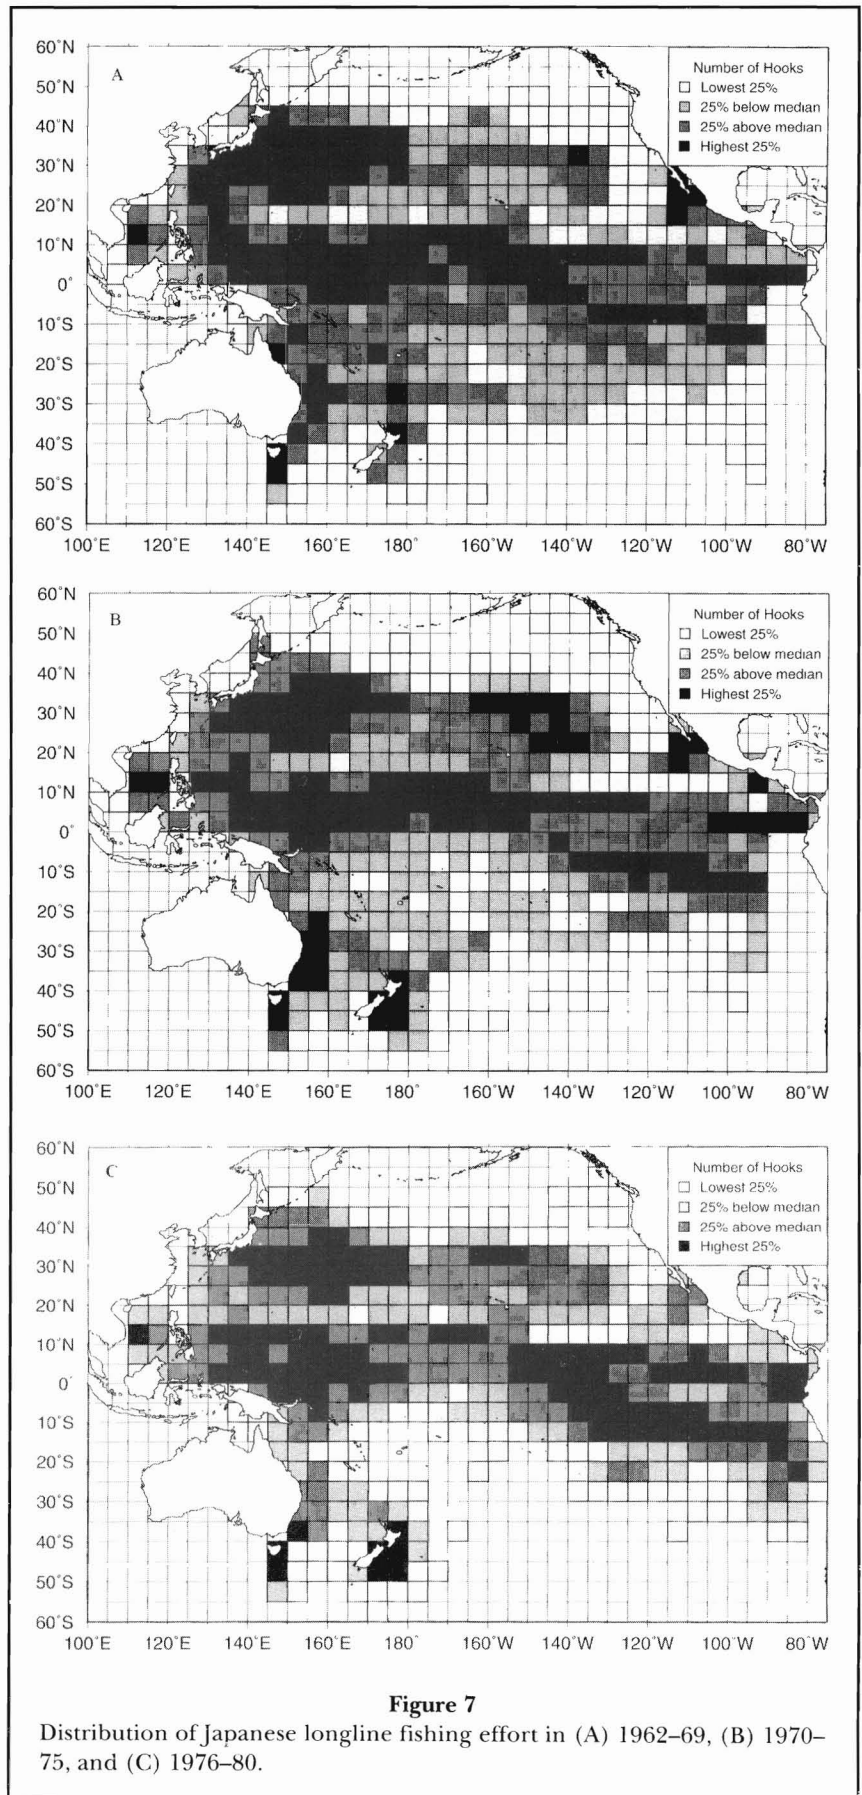 60°N
50°N
40°N
30°N
20°N
10°N
0°
10°S
20°S
30°S
40°S
50°S
60°S
A
Number of Hooks
Lowest 25%
25% below median
25% above median
Highest 25%
100°E 120°E 140°E 160°E 180° 160°W 140°W 120°W 100°W 80°W
60°N
50°N
40°N
30°N
20°N
10°N
0°
10°S
20°S
30°S
40°S
50°S
60°S
B
Number of Hooks
Lowest 25%
25% below median
25% above median
Highest 25%
100°E 120°E 140°E 160°E 180° 160°W 140°W 120°W 100°W 80°W
60°N
50°N
40°N
30°N
20°N
10°N
0°
10°S
20°S
30°S
40°S
50°S
60°S
C
Number of Hooks
Lowest 25%
25% below median
25% above median
Highest 25%
100°E 120°E 140°E 160°E 180° 160°W 140°W 120°W 100°W 80°W
Figure 7
Distribution of Japanese longline fishing effort in (A) 1962–69, (B) 1970–
75, and (C) 1976–80.